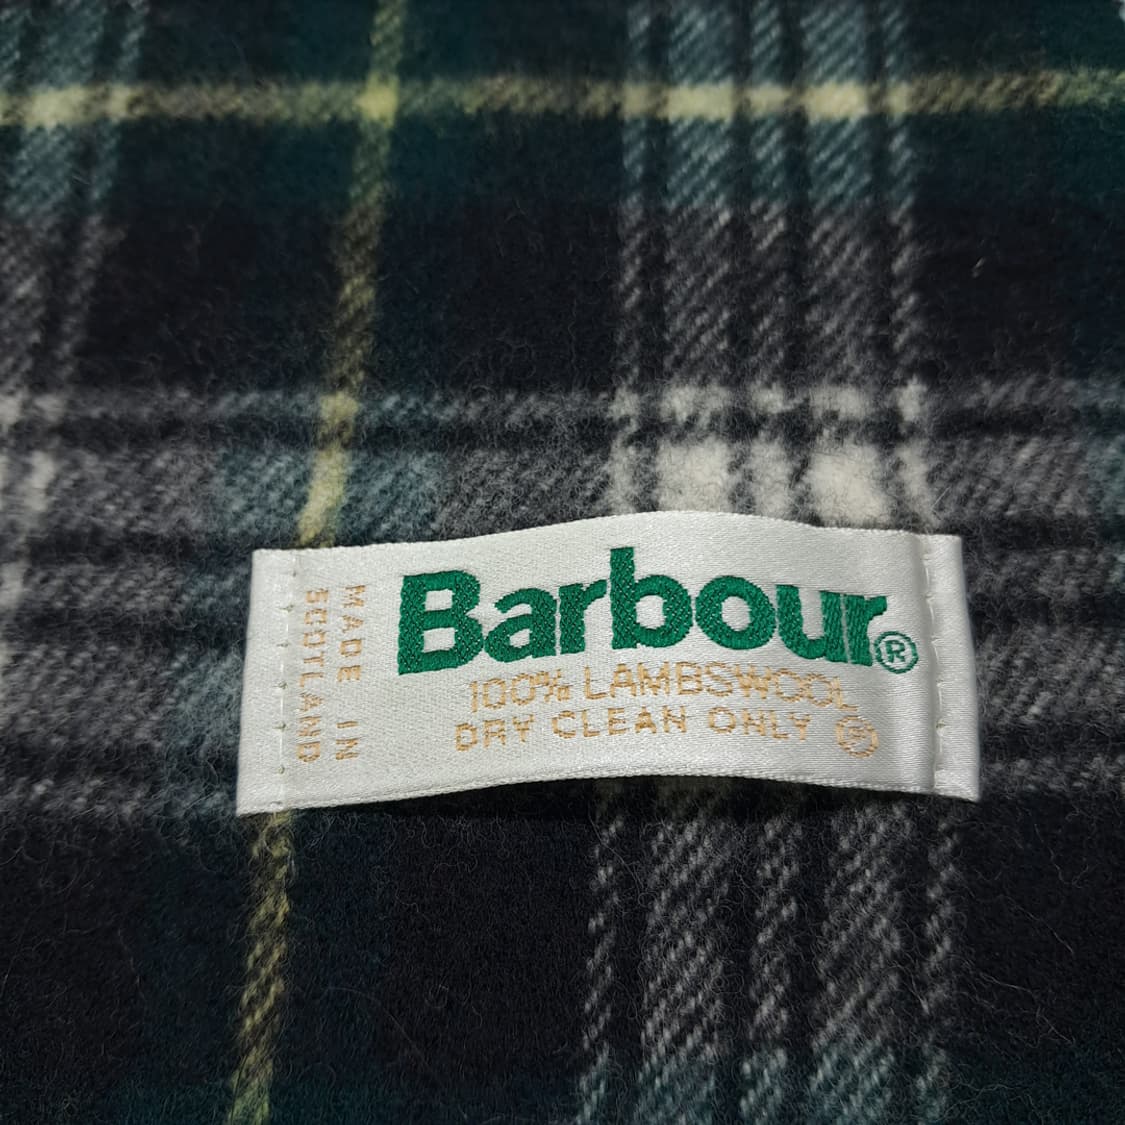 Barbour®
100% LAMBSWOOL
DRY CLEAN ONLY Ⓟ
MADE IN
SCOTLAND